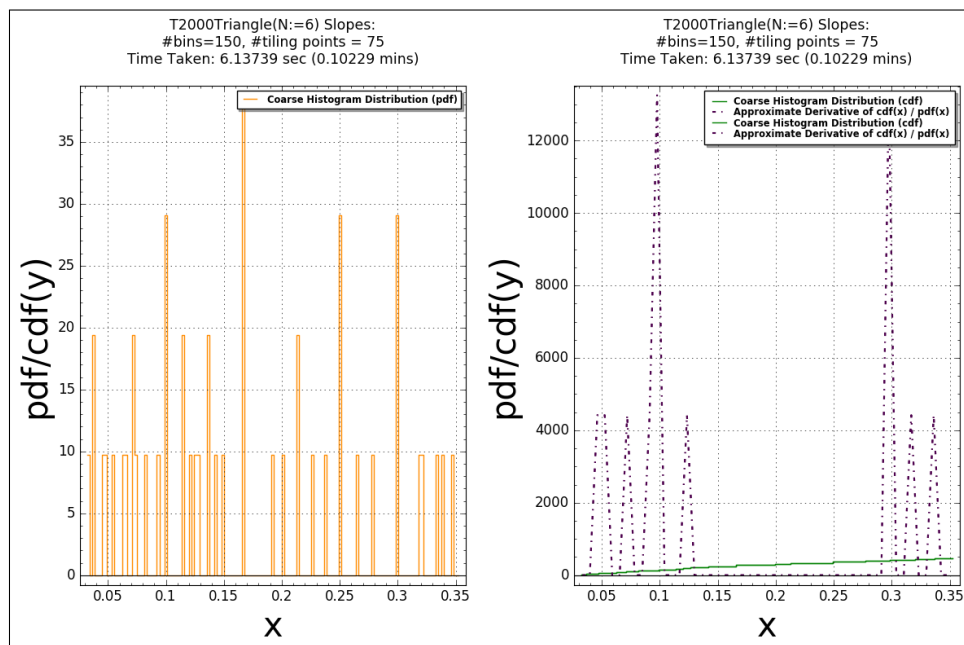 T2000Triangle(N:=6) Slopes:
#bins=150, #tiling points = 75
Time Taken: 6.13739 sec (0.10229 mins)
Coarse Histogram Distribution (pdf)
35
30
25
20
15
10
5
0
pdf/cdf(y)
0.05 0.1 0.15 0.2 0.25 0.3 0.35
x
T2000Triangle(N:=6) Slopes:
#bins=150, #tiling points = 75
Time Taken: 6.13739 sec (0.10229 mins)
Coarse Histogram Distribution (cdf)
Approximate Derivative of cdf(x) / pdf(x)
Coarse Histogram Distribution (cdf)
Approximate Derivative of cdf(x) / pdf(x)
12000
10000
8000
6000
4000
2000
0
pdf/cdf(y)
0.05 0.1 0.15 0.2 0.25 0.3 0.35
x